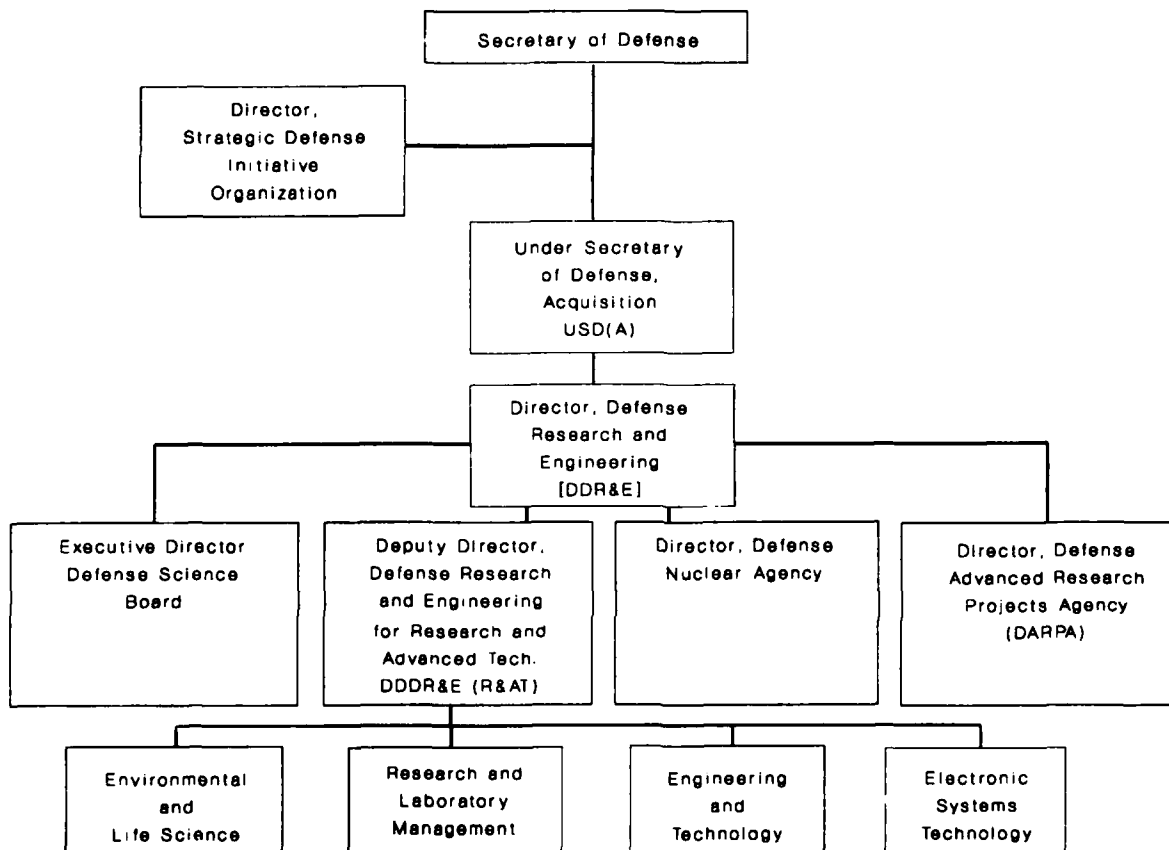 Secretary of Defense
Director,
Strategic Defense
Initiative
Organization
Under Secretary
of Defense,
Acquisition
USD(A)
Director, Defense
Research and
Engineering
[DDR&E]
Executive Director
Defense Science
Board
Deputy Director,
Defense Research
and Engineering
for Research and
Advanced Tech.
DDDR&E (R&AT)
Director, Defense
Nuclear Agency
Director, Defense
Advanced Research
Projects Agency
(DARPA)
Environmental
and
Life Science
Research and
Laboratory
Management
Engineering
and
Technology
Electronic
Systems
Technology